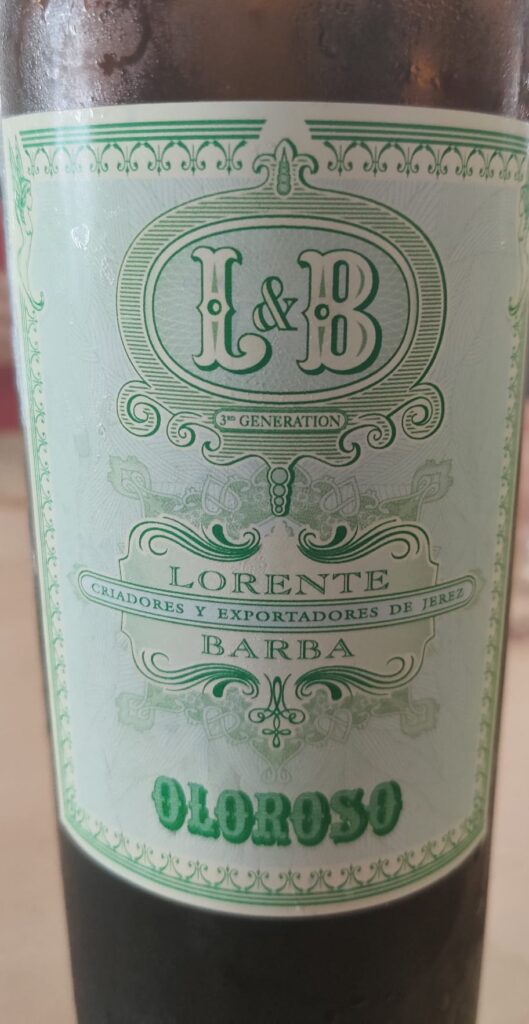 L&B
3RD GENERATION
LORENTE
CRIADORES Y EXPORTADORES DE JEREZ
BARBA
OLOROSO